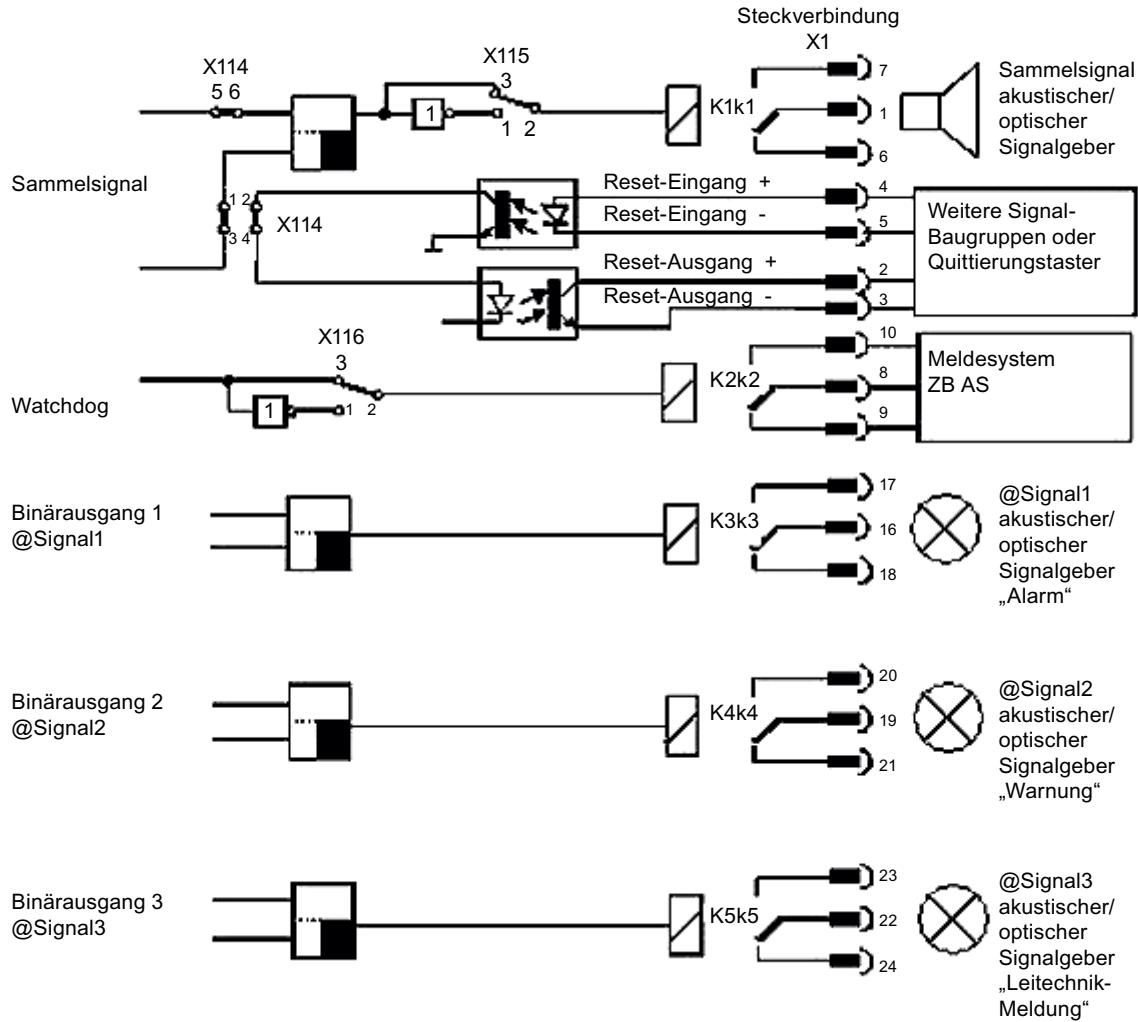 Steckverbindung
X1
X114
5 6
X115
3
1
1 2
K1k1
7
1
6
Sammelsignal
akustischer/
optischer
Signalgeber
Sammelsignal
1 2
3 4
X114
Reset-Eingang +
Reset-Eingang -
Reset-Ausgang +
Reset-Ausgang -
4
5
2
3
Weitere Signal-
Baugruppen oder
Quittierungstaster
Watchdog
X116
3
1
1 2
K2k2
10
8
9
Meldesystem
ZB AS
Binärausgang 1
@Signal1
K3k3
17
16
18
@Signal1
akustischer/
optischer
Signalgeber
„Alarm“
Binärausgang 2
@Signal2
K4k4
20
19
21
@Signal2
akustischer/
optischer
Signalgeber
„Warnung“
Binärausgang 3
@Signal3
K5k5
23
22
24
@Signal3
akustischer/
optischer
Signalgeber
„Leitechnik-
Meldung“